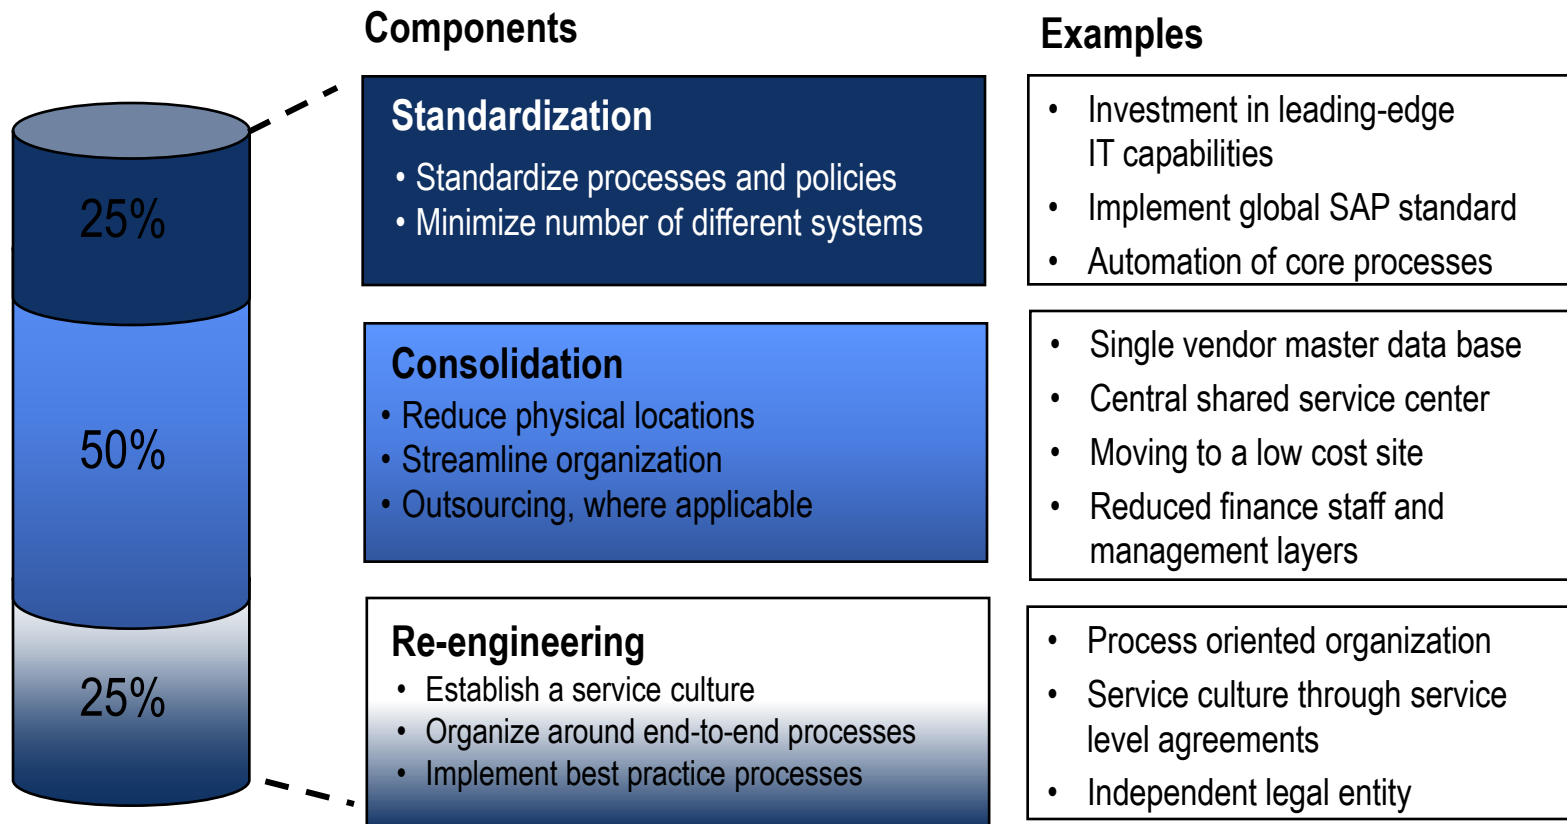 Components
Examples
25%
50%
25%
Standardization
• Standardize processes and policies
• Minimize number of different systems
• Investment in leading-edge
IT capabilities
• Implement global SAP standard
• Automation of core processes
Consolidation
• Reduce physical locations
• Streamline organization
• Outsourcing, where applicable
• Single vendor master data base
• Central shared service center
• Moving to a low cost site
• Reduced finance staff and
management layers
Re-engineering
• Establish a service culture
• Organize around end-to-end processes
• Implement best practice processes
• Process oriented organization
• Service culture through service
level agreements
• Independent legal entity